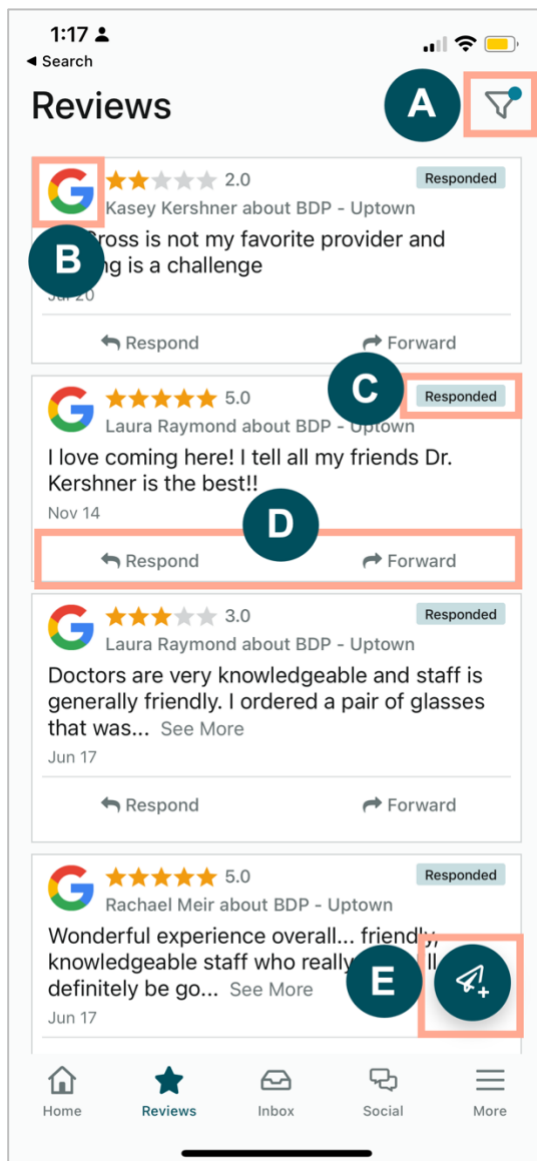 1:17
◀ Search
Reviews
A
2.0
Responded
Kasey Kershner about BDP - Uptown
ross is not my favorite provider and
B
is a challenge
20
Respond
Forward
C
5.0
Responded
Laura Raymond about BDP - Uptown
I love coming here! I tell all my friends Dr.
Kershner is the best!!
Nov 14
D
Respond
Forward
3.0
Responded
Laura Raymond about BDP - Uptown
Doctors are very knowledgeable and staff is
generally friendly. I ordered a pair of glasses
that was... See More
Jun 17
Respond
Forward
5.0
Responded
Rachael Meir about BDP - Uptown
Wonderful experience overall... friendly,
knowledgeable staff who really
E
definitely be go... See More
Jun 17
Home
Reviews
Inbox
Social
More